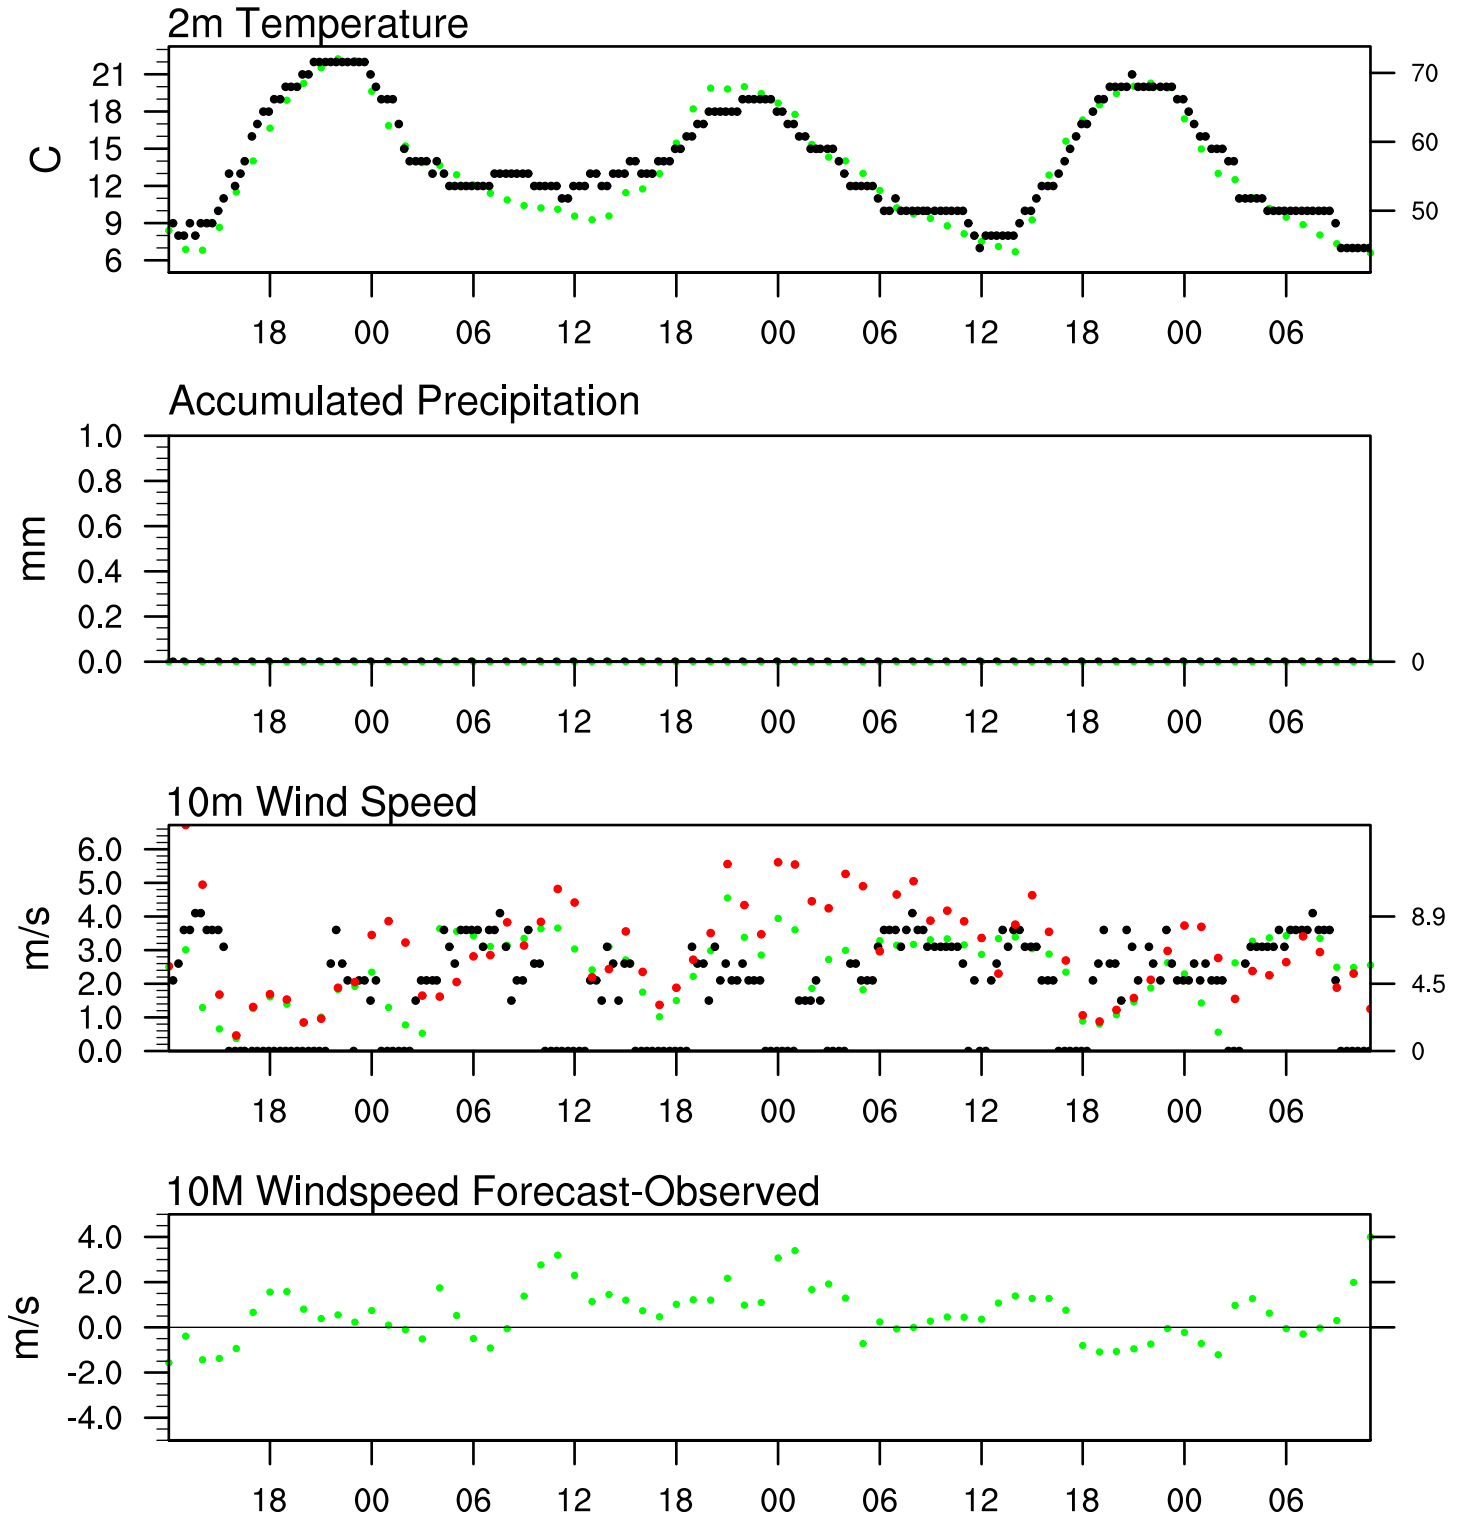 2m Temperature
21
18
15
12
9
6
C
70
60
50
18 00 06 12 18 00 06 12 18 00 06
Accumulated Precipitation
1.0
0.8
0.6
0.4
0.2
0.0
mm
0
18 00 06 12 18 00 06 12 18 00 06
10m Wind Speed
6.0
5.0
4.0
3.0
2.0
1.0
0.0
m/s
8.9
4.5
0
18 00 06 12 18 00 06 12 18 00 06
10M Windspeed Forecast-Observed
4.0
2.0
0.0
-2.0
-4.0
m/s
18 00 06 12 18 00 06 12 18 00 06